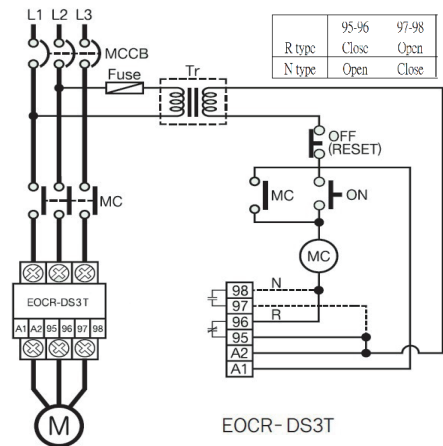 L1 L2 L3
MCCB
Fuse
Tr
95-96 97-98
R type Close Open
N type Open Close
OFF
(RESET)
MC
MC
ON
MC
EOCR-DS3T
A1 A2 95 96 97 98
98
N
97
96
R
95
A2
A1
M
EOCR-DS3T